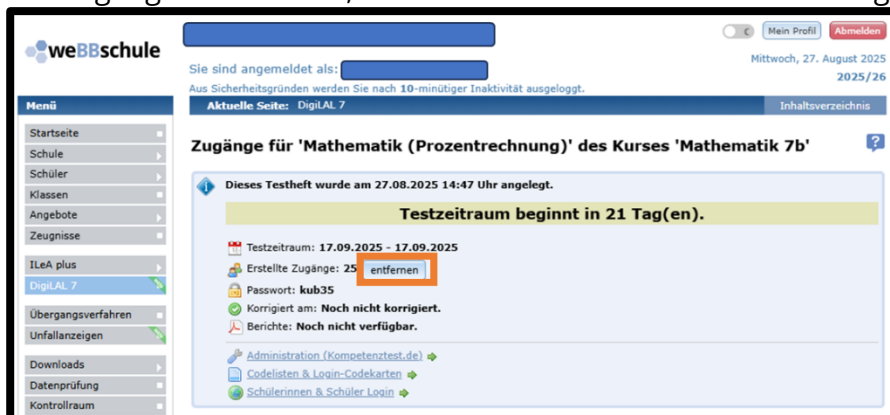 weBBschule
Mein Profil
Abmelden
Sie sind angemeldet als:
Mittwoch, 27. August 2025
2025/26
Aus Sicherheitsgründen werden Sie nach 10-minütiger Inaktivität ausgeloggt.
Menü
Aktuelle Seite: DigiLAL 7
Inhaltsverzeichnis
Startseite
Schule
Schüler
Klassen
Angebote
Zeugnisse
ILeA plus
DigiLAL 7
Übergangsverfahren
Unfallanzeigen
Downloads
Datenprüfung
Kontrollraum
Zugänge für 'Mathematik (Prozentrechnung)' des Kurses 'Mathematik 7b'
Dieses Testheft wurde am 27.08.2025 14:47 Uhr angelegt.
Testzeitraum beginnt in 21 Tag(en).
Testzeitraum: 17.09.2025 - 17.09.2025
Erstellte Zugänge: 25 entfernen
Passwort: kub35
Korrigiert am: Noch nicht korrigiert.
Berichte: Noch nicht verfügbar.
Administration (Kompetenztest.de)
Codelisten & Login-Codekarten
Schülerinnen & Schüler Login